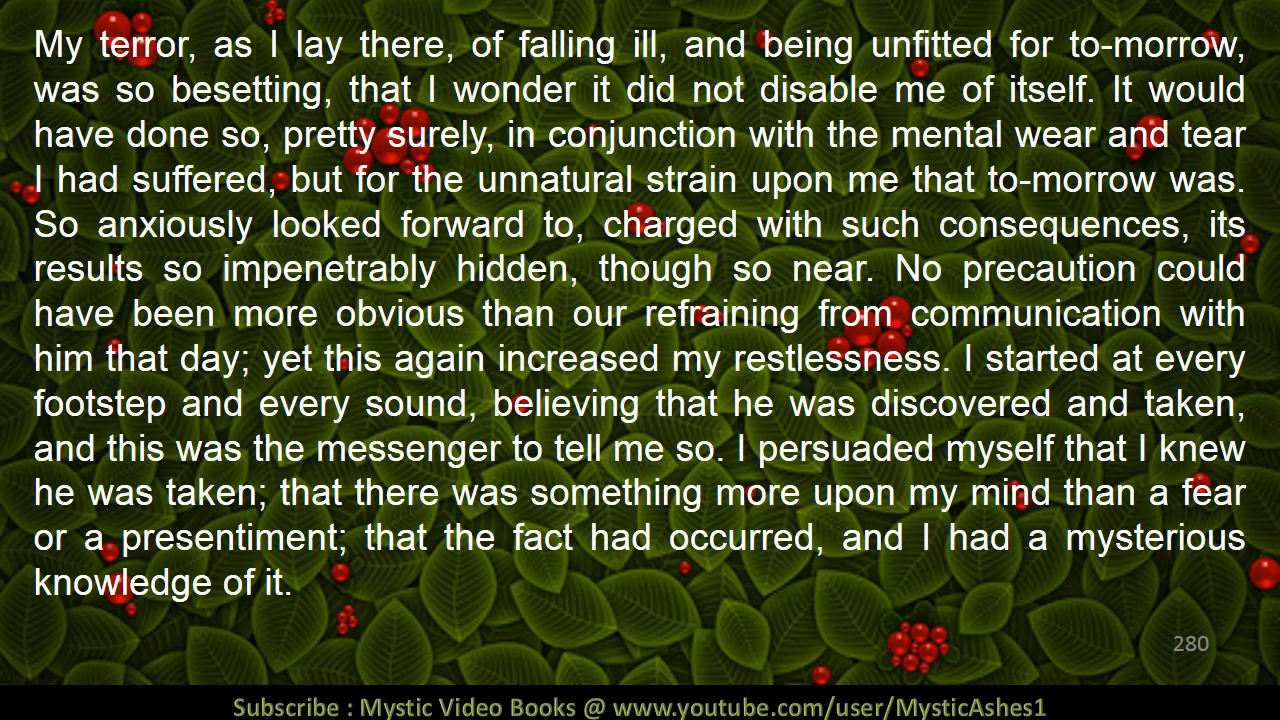 My terror, as I lay there, of falling ill, and being unfitted for to-morrow,
was so besetting, that I wonder it did not disable me of itself. It would
have done so, pretty surely, in conjunction with the mental wear and tear
I had suffered, but for the unnatural strain upon me that to-morrow was.
So anxiously looked forward to, charged with such consequences, its
results so impenetrably hidden, though so near. No precaution could
have been more obvious than our refraining from communication with
him that day; yet this again increased my restlessness. I started at every
footstep and every sound, believing that he was discovered and taken,
and this was the messenger to tell me so. I persuaded myself that I knew
he was taken; that there was something more upon my mind than a fear
or a presentiment; that the fact had occurred, and I had a mysterious
knowledge of it.
280
Subscribe : Mystic Video Books @ www.youtube.com/user/MysticAshes1